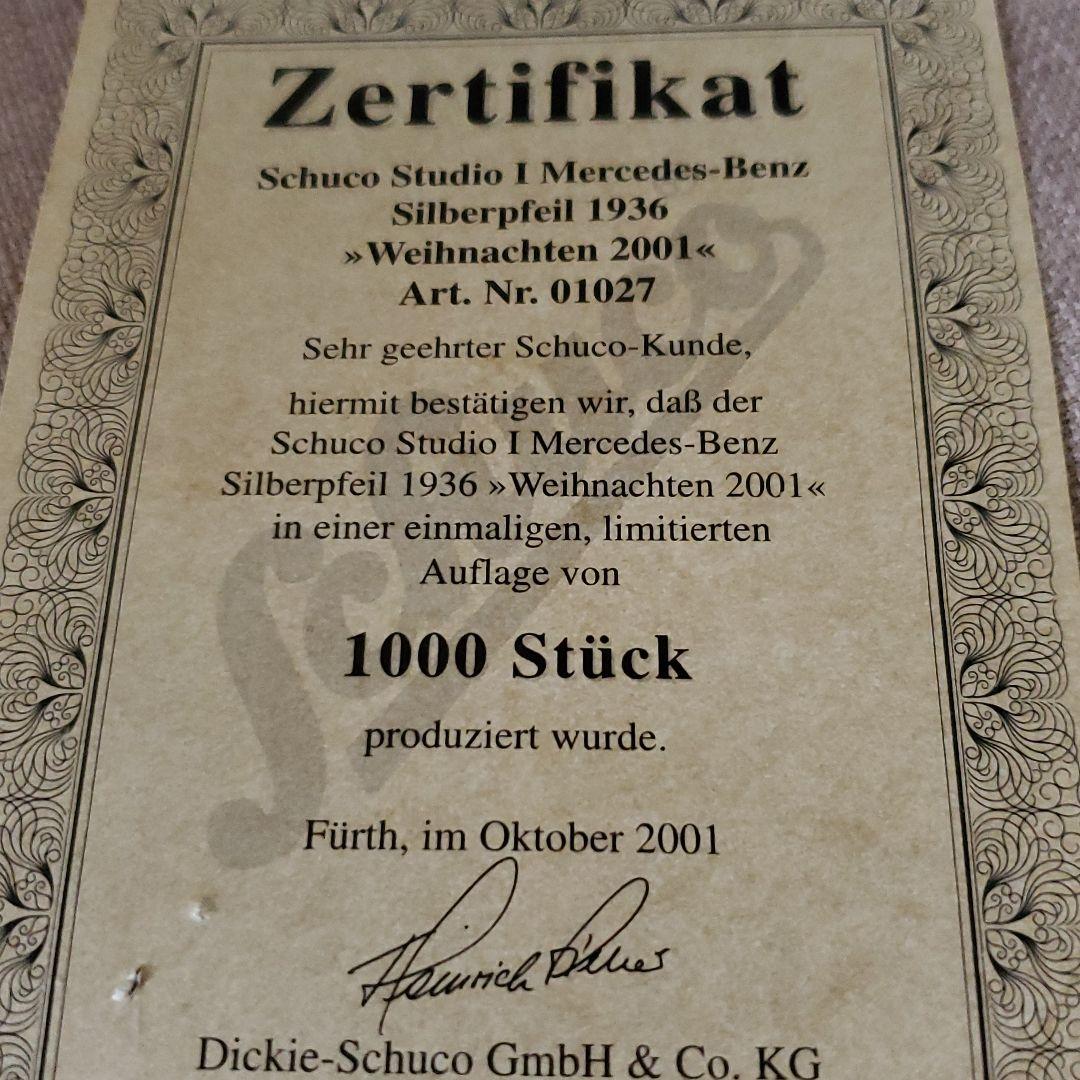 Zertifikat
Schuco Studio I Mercedes-Benz
Silberpfeil 1936
»Weihnachten 2001«
Art. Nr. 01027
Sehr geehrter Schuco-Kunde,
hiermit bestätigen wir, daß der
Schuco Studio I Mercedes-Benz
Silberpfeil 1936 »Weihnachten 2001«
in einer einmaligen, limitierten
Auflage von
1000 Stück
produziert wurde.
Fürth, im Oktober 2001
Heinrich
Dickie-Schuco GmbH & Co. KG
Schuco